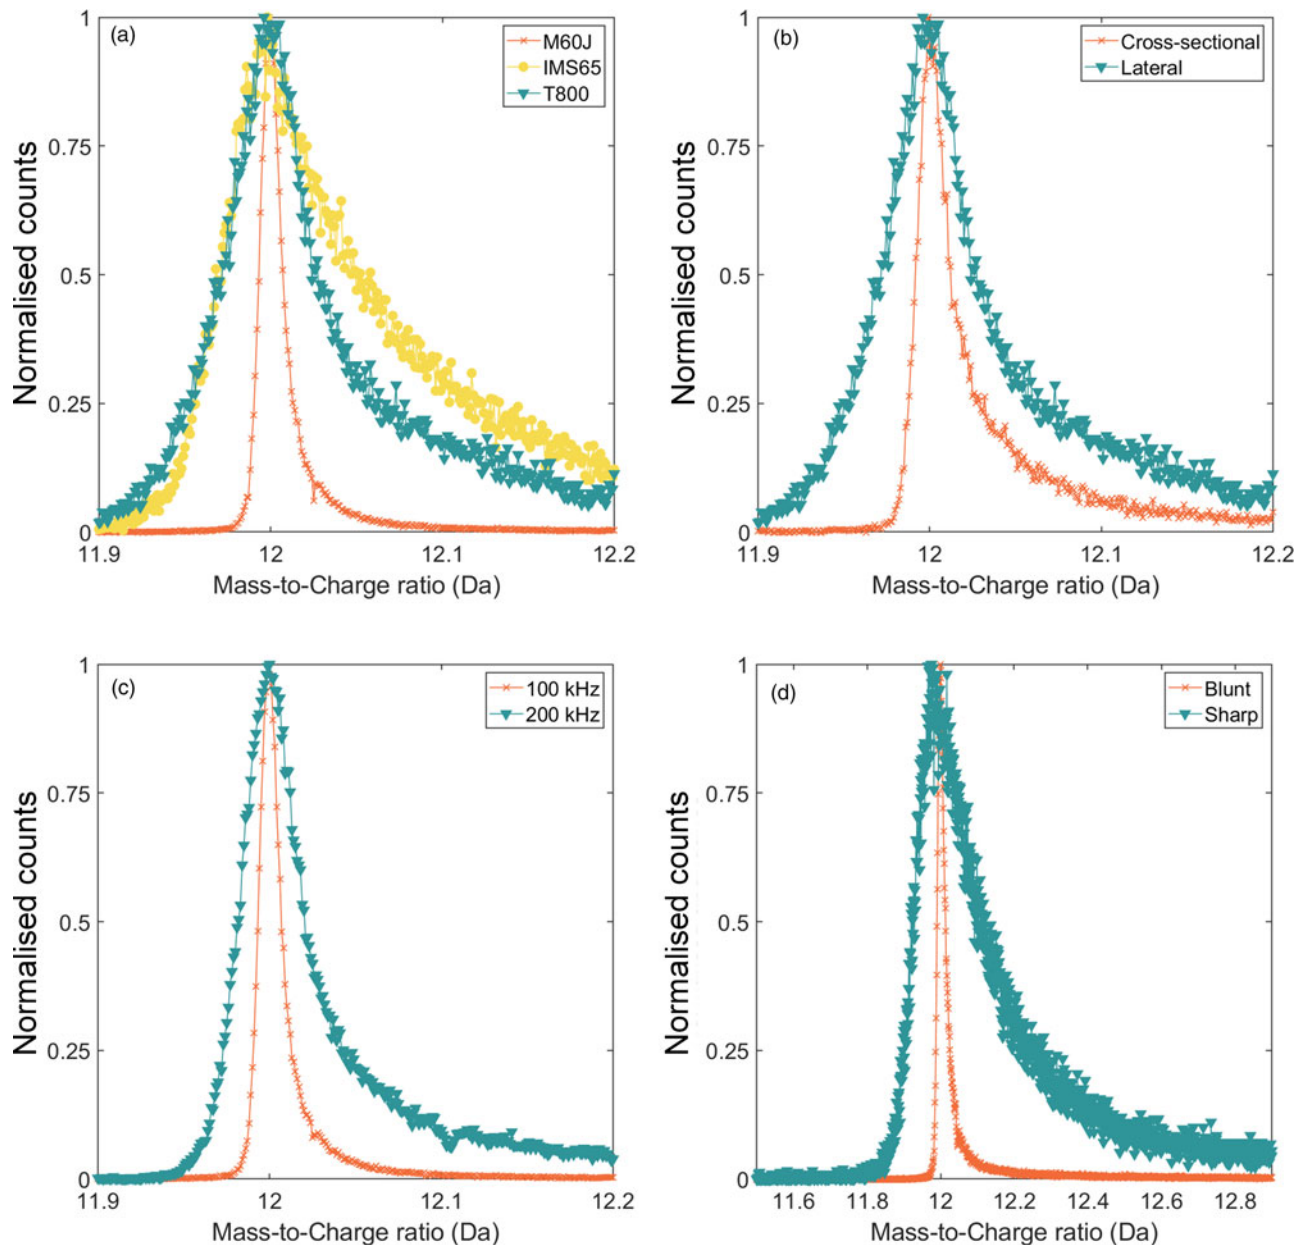 (a)
M60J
IMS65
T800
1
0.75
0.5
0.25
0
11.9 12 12.1 12.2
Normalised counts
Mass-to-Charge ratio (Da)
(b)
Cross-sectional
Lateral
1
0.75
0.5
0.25
0
11.9 12 12.1 12.2
Normalised counts
Mass-to-Charge ratio (Da)
(c)
100 kHz
200 kHz
1
0.75
0.5
0.25
0
11.9 12 12.1 12.2
Normalised counts
Mass-to-Charge ratio (Da)
(d)
Blunt
Sharp
1
0.75
0.5
0.25
0
11.6 11.8 12 12.2 12.4 12.6 12.8
Normalised counts
Mass-to-Charge ratio (Da)